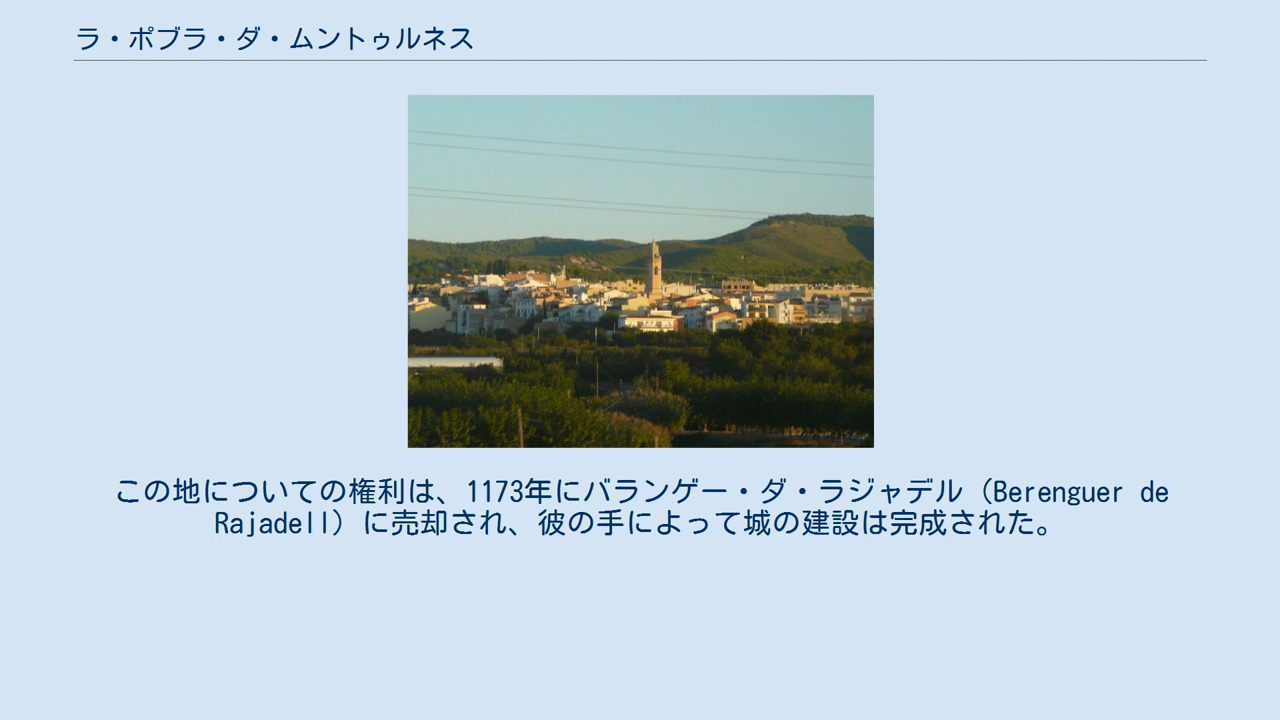 ラ・ポブラ・ダ・ムントゥルネス
この地についての権利は、1173年にバランゲー・ダ・ラジャデル（Berenguer de
Rajadell）に売却され、彼の手によって城の建設は完成された。